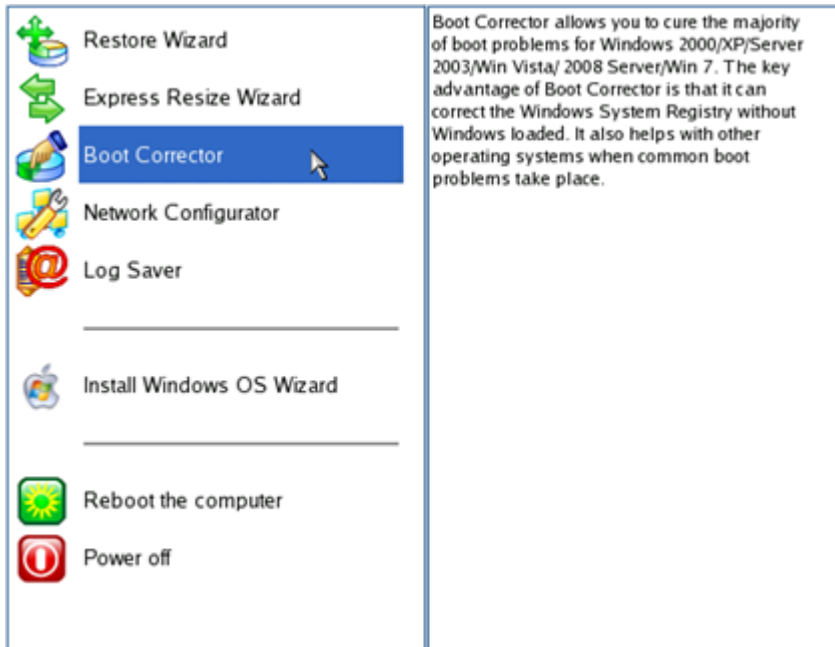 Restore Wizard
Express Resize Wizard
Boot Corrector
Network Configurator
Log Saver
Install Windows OS Wizard
Reboot the computer
Power off
Boot Corrector allows you to cure the majority
of boot problems for Windows 2000/XP/Server
2003/Win Vista/ 2008 Server/Win 7. The key
advantage of Boot Corrector is that it can
correct the Windows System Registry without
Windows loaded. It also helps with other
operating systems when common boot
problems take place.